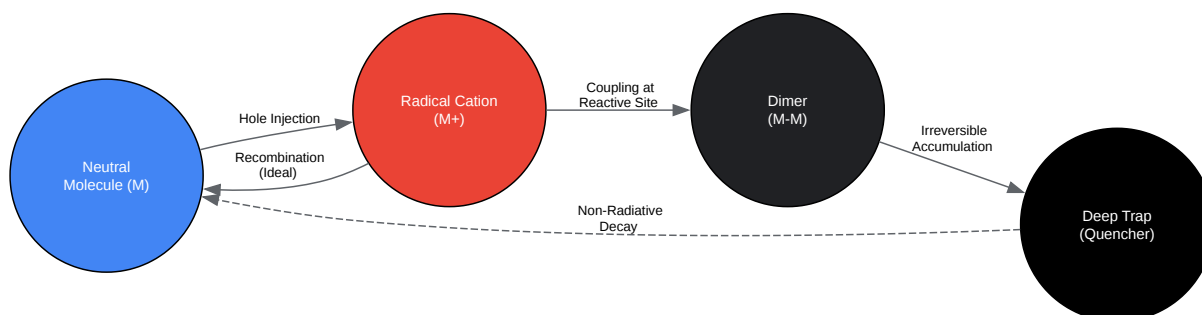 Neutral
Molecule (M)
Hole Injection
Recombination
(Ideal)
Radical Cation
(M+)
Coupling at
Reactive Site
Dimer
(M-M)
Irreversible
Accumulation
Non-Radiative
Decay
Deep Trap
(Quencher)